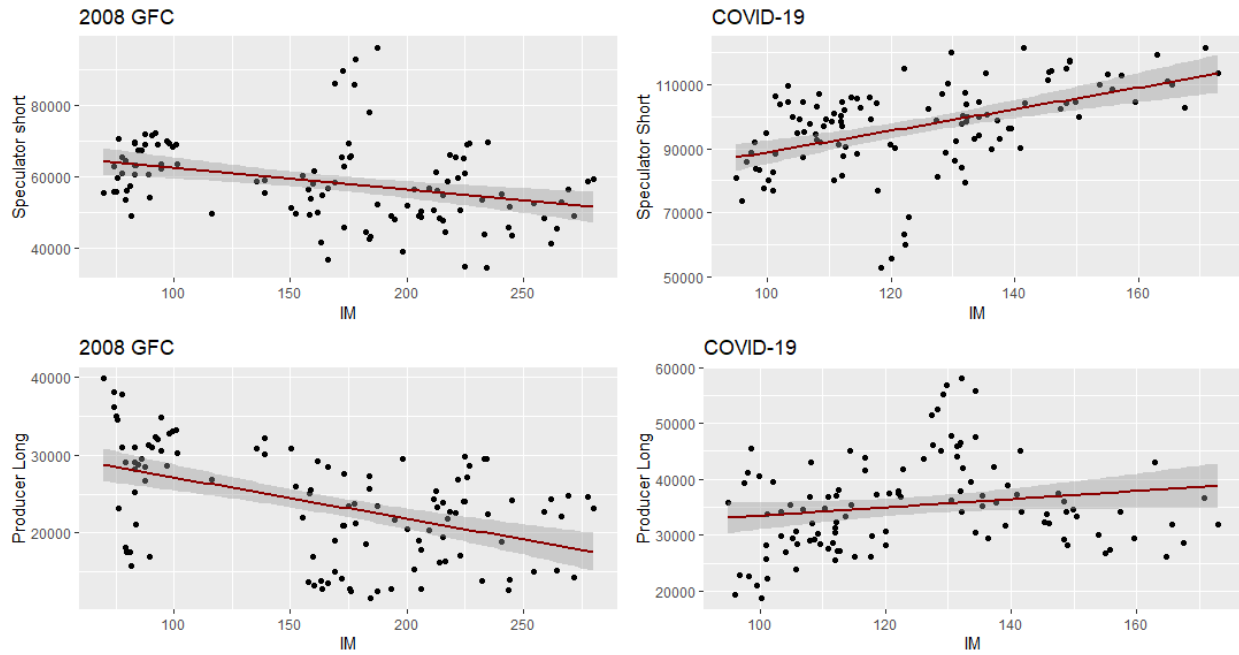 2008 GFC
Speculator short
80000
60000
40000
100
150
200
250
IM
COVID-19
Speculator Short
110000
90000
70000
50000
100
120
140
160
IM
2008 GFC
Producer Long
40000
30000
20000
100
150
200
250
IM
COVID-19
Producer Long
60000
50000
40000
30000
20000
100
120
140
160
IM